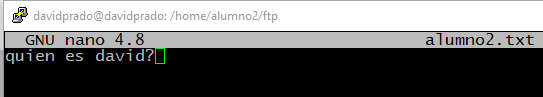 davidprado@davidprado: /home/alumno2/ftp
GNU nano 4.8 alumno2.txt
quien es david?